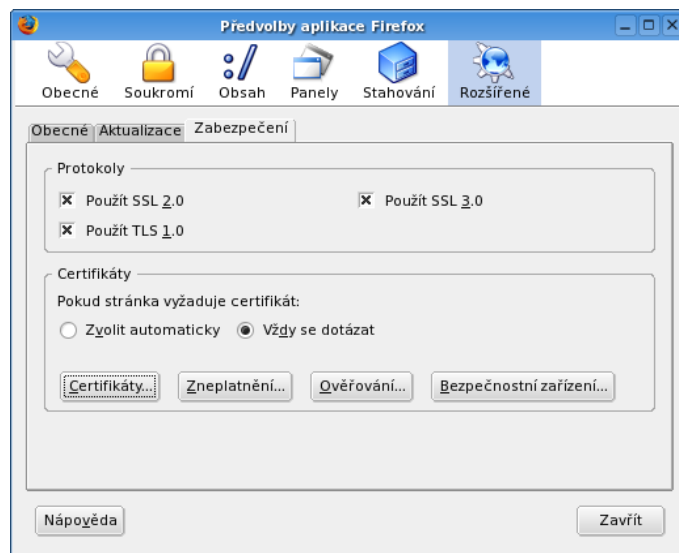 Předvolby aplikace Firefox
Obecné Soukromí Obsah Panely Stahování Rozšířené
Obecné Aktualizace Zabezpečení
Protokoly
Použít SSL 2.0 Použít SSL 3.0
Použít TLS 1.0
Certifikáty
Pokud stránka vyžaduje certifikát:
Zvolit automaticky Vždy se dotázat
Certifikáty... Zneplatnění... Ověřování... Bezpečnostní zařízení...
Nápověda Zavřít